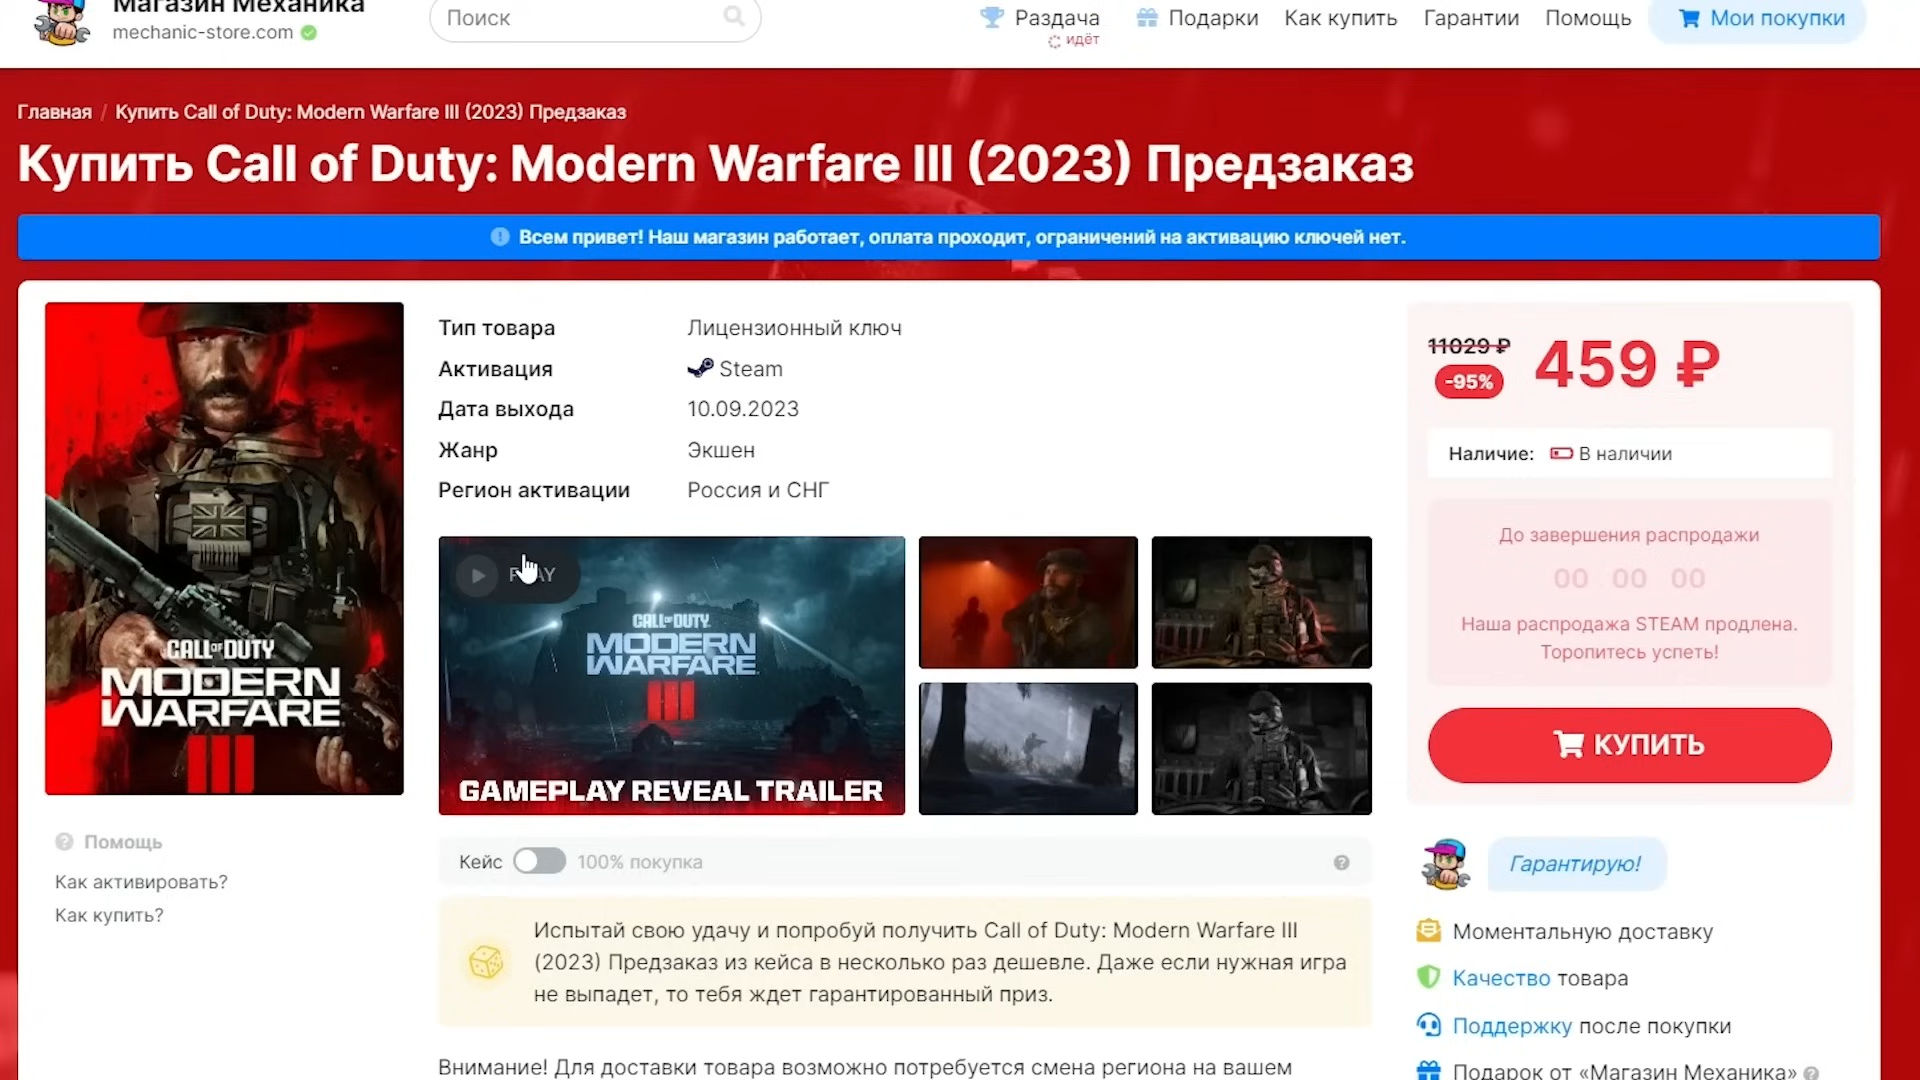 Магазин Механика
mechanic-store.com
Поиск
Раздача
идёт
Подарки
Как купить
Гарантии
Помощь
Мои покупки
Главная / Купить Call of Duty: Modern Warfare III (2023) Предзаказ
Купить Call of Duty: Modern Warfare III (2023) Предзаказ
Всем привет! Наш магазин работает, оплата проходит, ограничений на активацию ключей нет.
CALL OF DUTY
MODERN
WARFARE
III
Помощь
Как активировать?
Как купить?
Тип товара Лицензионный ключ
Активация Steam
Дата выхода 10.09.2023
Жанр Экшен
Регион активации Россия и СНГ
PLAY
CALL OF DUTY
MODERN
WARFARE
III
GAMEPLAY REVEAL TRAILER
Кейс 100% покупка
Испытай свою удачу и попробуй получить Call of Duty: Modern Warfare III
(2023) Предзаказ из кейса в несколько раз дешевле. Даже если нужная игра
не выпадет, то тебя ждет гарантированный приз.
Внимание! Для доставки товара возможно потребуется смена региона на вашем
11029 ₽
-95%
459 ₽
Наличие: В наличии
До завершения распродажи
00 00 00
Наша распродажа STEAM продлена.
Торопитесь успеть!
КУПИТЬ
Гарантирую!
Моментальную доставку
Качество товара
Поддержку после покупки
Подарок от «Магазин Механика»